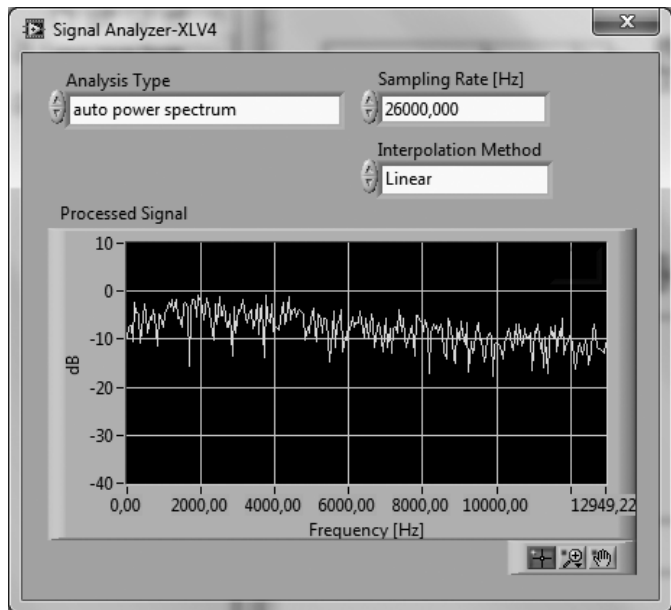 Signal Analyzer-XLV4
Analysis Type
auto power spectrum
Sampling Rate [Hz]
26000,000
Interpolation Method
Linear
Processed Signal
10
0
-10
-20
-30
-40
dB
0,00 2000,00 4000,00 6000,00 8000,00 10000,00 12949,22
Frequency [Hz]